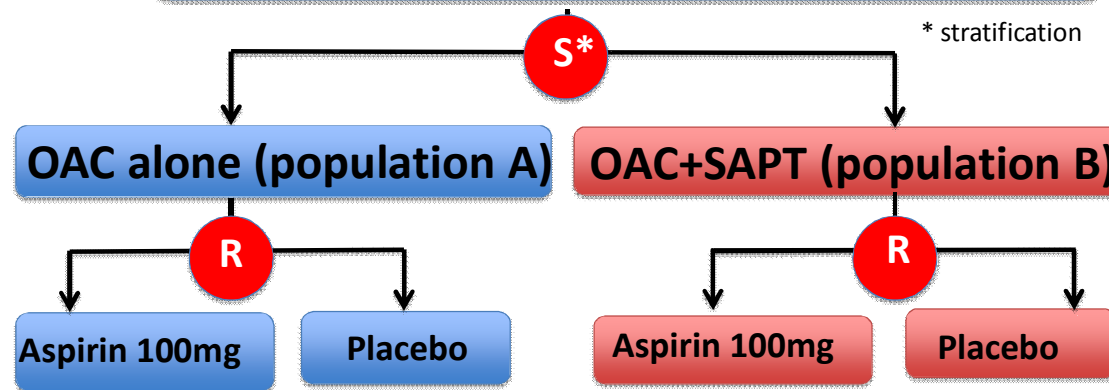 * stratification
S*
OAC alone (population A)
OAC+SAPT (population B)
R
R
Aspirin 100mg
Placebo
Aspirin 100mg
Placebo